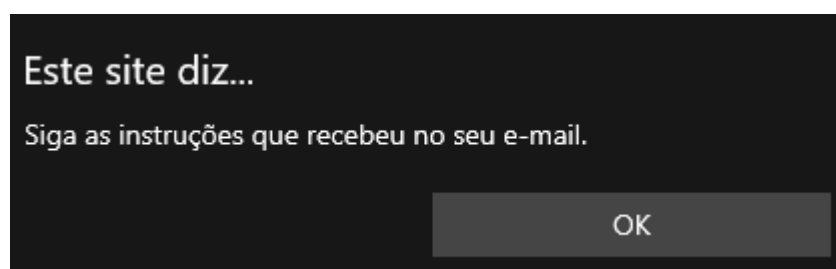 Este site diz...
Siga as instruções que recebeu no seu e-mail.
OK